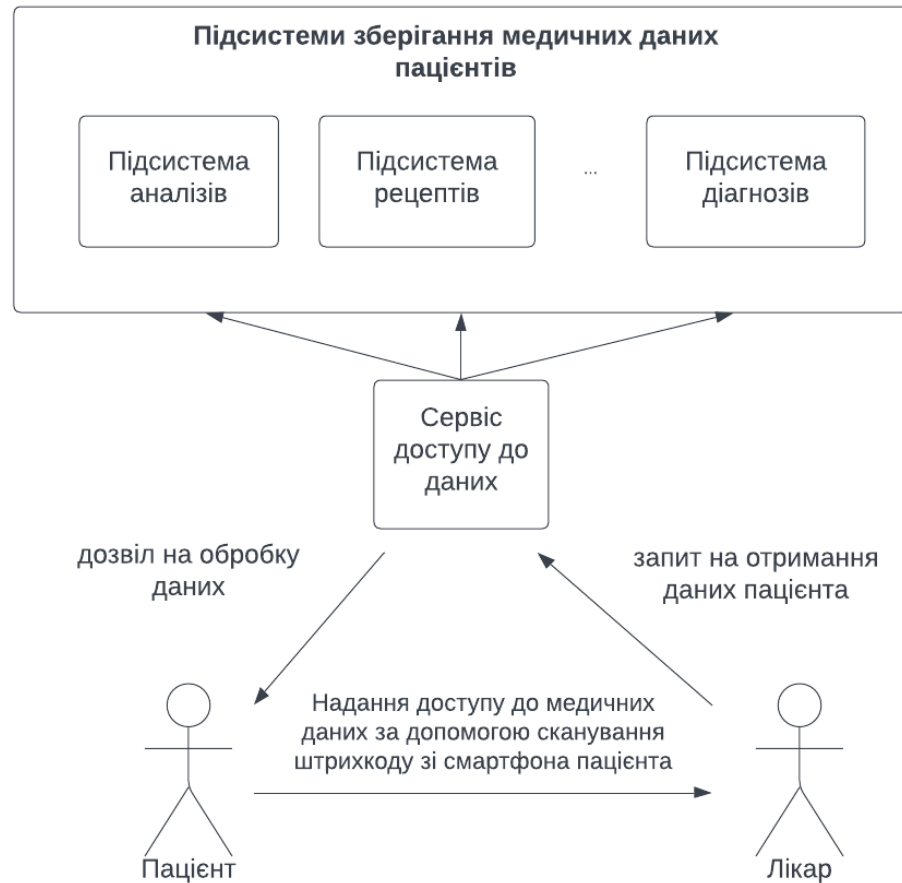 Підсистеми зберігання медичних даних
пацієнтів
Підсистема
аналізів
Підсистема
рецептів
...
Підсистема
діагнозів
Сервіс
доступу до
даних
дозвіл на обробку
даних
запит на отримання
даних пацієнта
Надання доступу до медичних
даних за допомогою сканування
штрихкоду зі смартфона пацієнта
Пацієнт
Лікар